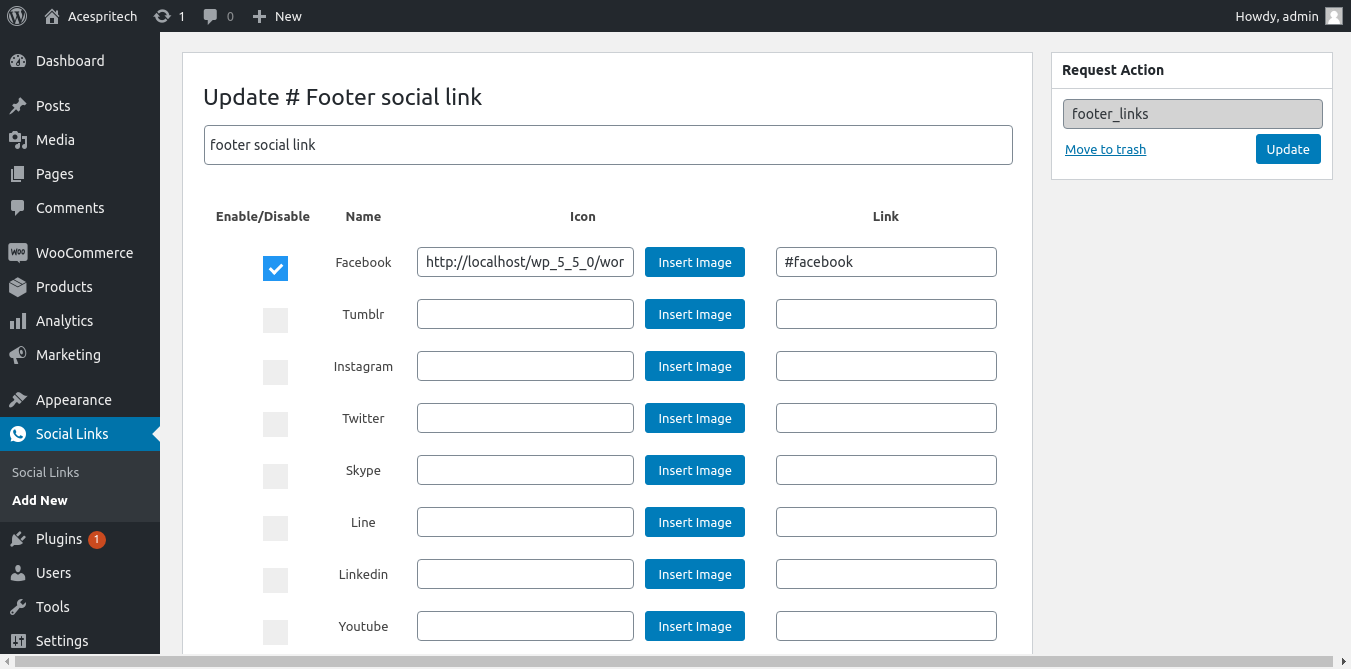 Acespritech 1 0 New Howdy, admin
Dashboard
Posts
Media
Pages
Comments
WooCommerce
Products
Analytics
Marketing
Appearance
Social Links
Social Links
Add New
Plugins 1
Users
Tools
Settings
Update # Footer social link
footer social link
Enable/Disable Name Icon Link
Facebook http://localhost/wp_5_5_0/wor Insert Image #facebook
Tumblr Insert Image
Instagram Insert Image
Twitter Insert Image
Skype Insert Image
Line Insert Image
Linkedin Insert Image
Youtube Insert Image
Request Action
footer_links
Move to trash Update